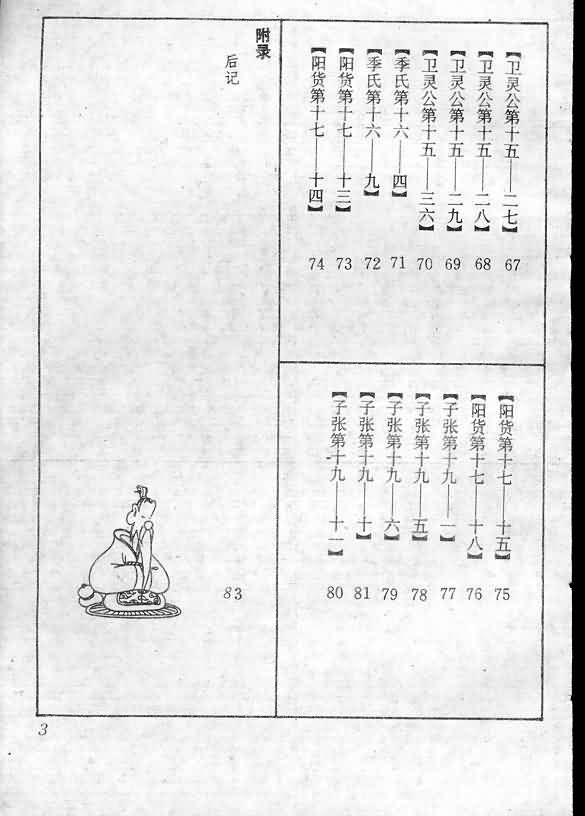 【卫灵公第十五——二七】 67
【卫灵公第十五——二八】 68
【卫灵公第十五——二九】 69
【卫灵公第十五——三六】 70
【季氏第十六——四】 71
【季氏第十六——九】 72
【阳货第十七——十三】 73
【阳货第十七——十四】 74
【阳货第十七——十五】 75
【阳货第十七——十八】 76
【子张第十九——一】 77
【子张第十九——五】 78
【子张第十九——六】 79
【子张第十九——十】 81
【子张第十九——十一】 80
附录
后记 83
3